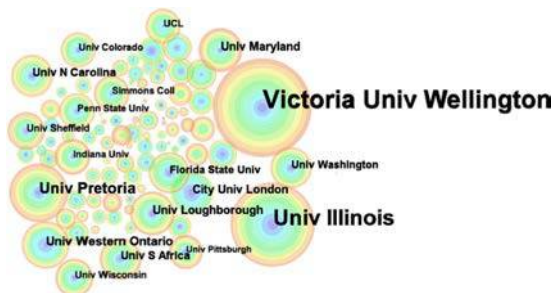 UCL
Univ Colorado
Univ Maryland
Univ N Carolina
Simmons Coll
Victoria Univ Wellington
Penn State Univ
Univ Sheffield
Indiana Univ
Univ Washington
Florida State Univ
Univ Pretoria
City Univ London
Univ Loughborough
Univ Illinois
Univ Western Ontario
Univ Pittsburgh
Univ S Africa
Univ Wisconsin